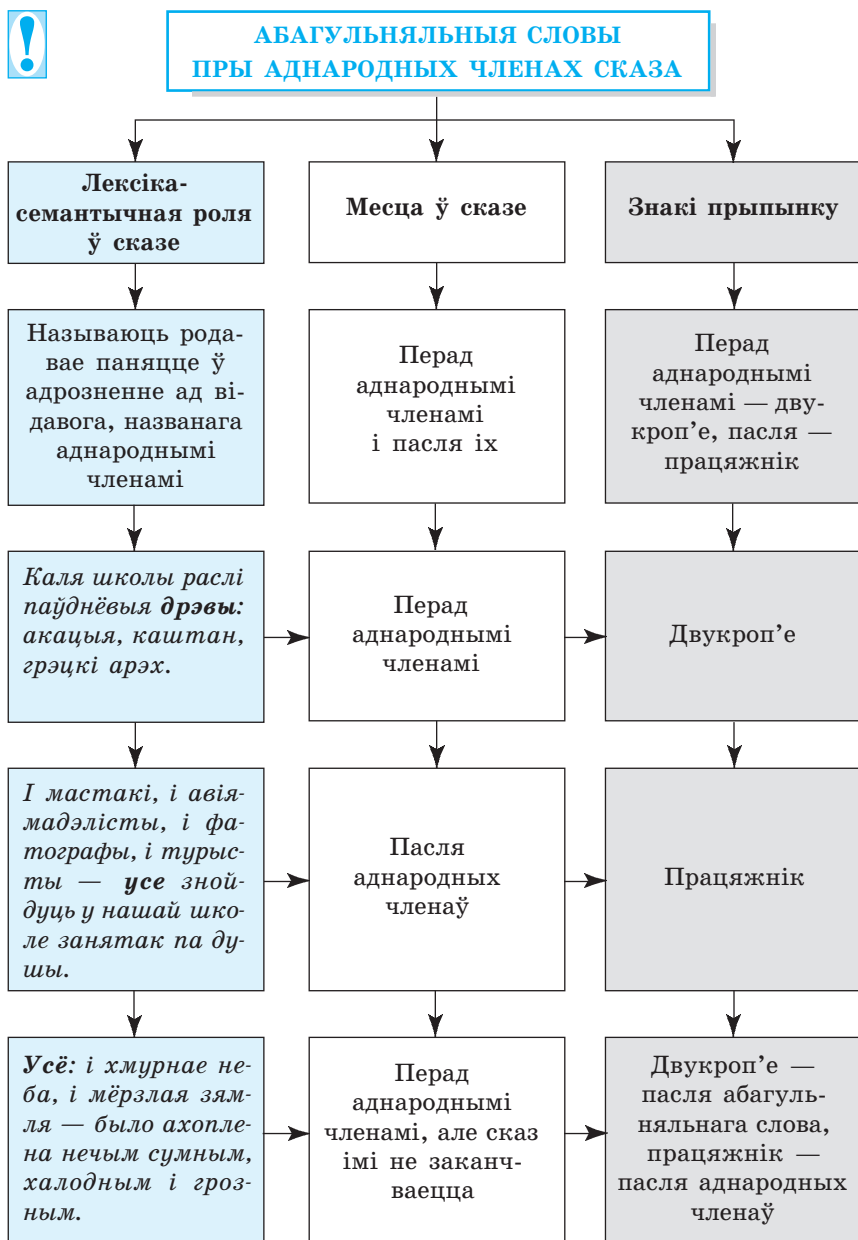 !
АБАГУЛЬНЯЛЬНЫЯ СЛОВЫ
ПРЫ АДНАРОДНЫХ ЧЛЕНАХ СКАЗА
Лексіка-
семантычная роля
ў сказе
Месца ў сказе
Знакі прыпынку
Называюць рода-
вае паняцце ў
адрозненне ад ві-
давога, названага
аднароднымі
членамі
Перад
аднароднымі
членамі
і пасля іх
Перад
аднароднымі
членамі — дву-
кроп’е, пасля —
працяжнік
Каля школы раслі
паўднёвыя дрэвы:
акацыя, каштан,
грэцкі арэх.
Перад
аднароднымі
членамі
Двукроп’е
І мастакі, і авія-
мадэлісты, і фа-
тографы, і турыс-
ты — усе зной-
дуць у нашай шко-
ле занятак па ду-
шы.
Пасля
аднародных
членаў
Працяжнік
Усё: і хмурнае не-
ба, і мёрзлая зям-
ля — было ахопле-
на нечым сумным,
халодным і гроз-
ным.
Перад
аднароднымі
членамі, але сказ
імі не заканч-
ваецца
Двукроп’е —
пасля абагуль-
няльнага слова,
працяжнік —
пасля аднародных
членаў